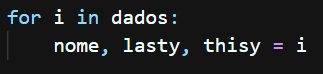 for i in dados:
    nome, lasty, thisy = i